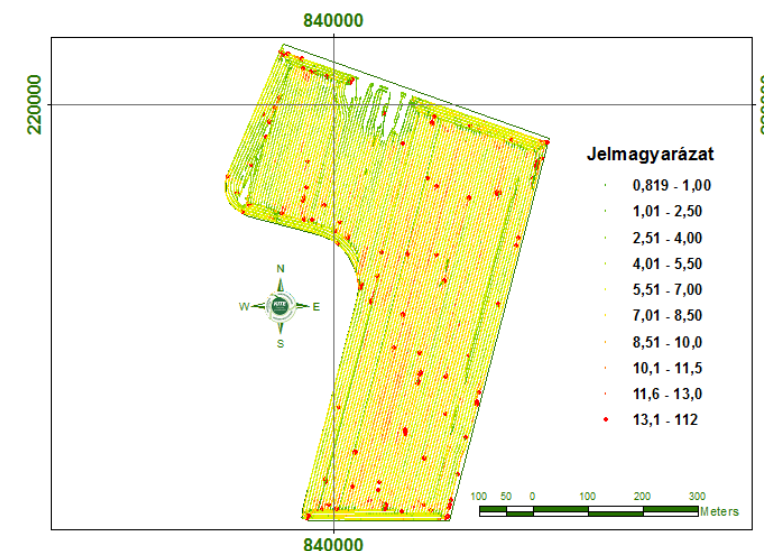 840000
220000
Jelmagyarázat
0,819 - 1,00
1,01 - 2,50
2,51 - 4,00
4,01 - 5,50
5,51 - 7,00
7,01 - 8,50
8,51 - 10,0
10,1 - 11,5
11,6 - 13,0
13,1 - 112
N
W
KITE
E
S
100 50 0 100 200 300
Meters
840000